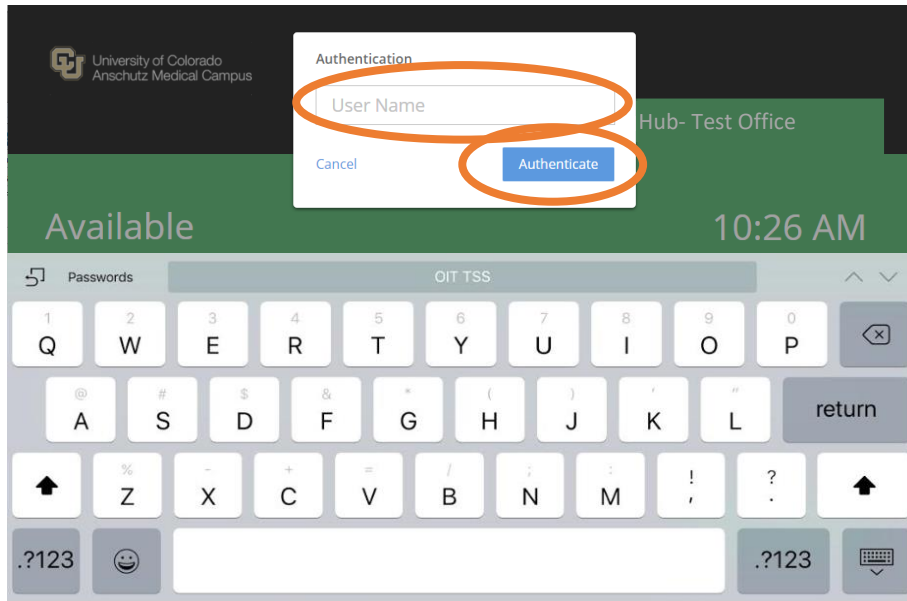 University of Colorado
Anschutz Medical Campus
Authentication
User Name
Cancel
Authenticate
Hub- Test Office
Available
10:26 AM
Passwords
OIT TSS
1 2 3 4 5 6 7 8 9 0
Q W E R T Y U I O P
@ # $ & * ( ) ' "
A S D F G H J K L return
% - + = / ; : ! ?
Z X C V B N M , .
.?123 .?123